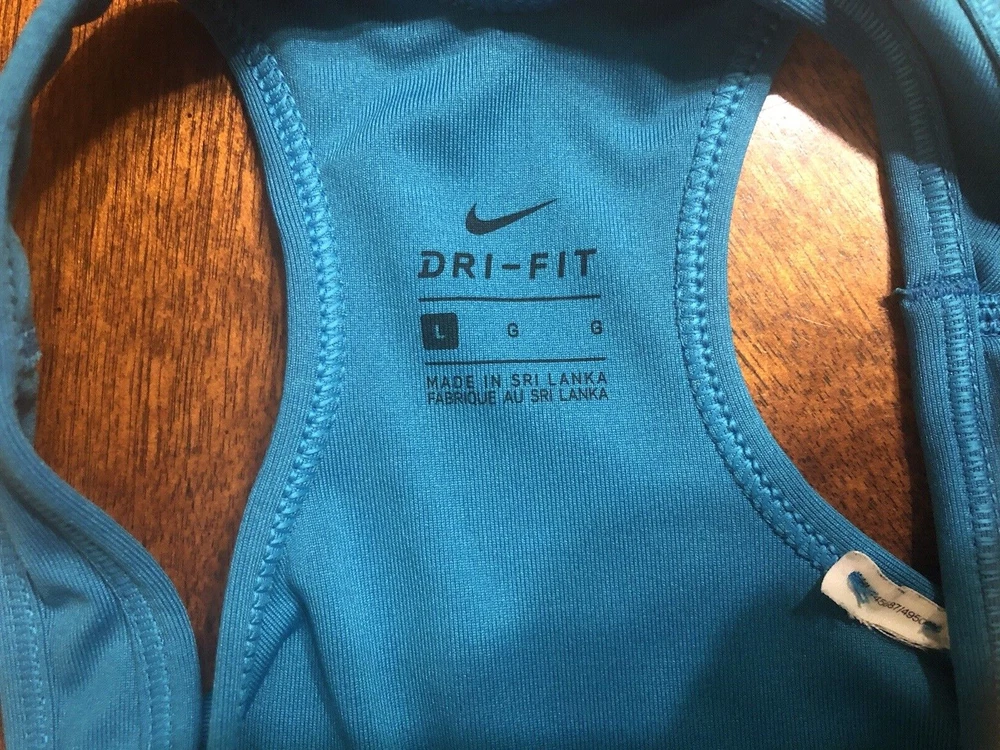 DRI-FIT
L G G
MADE IN SRI LANKA
FABRIQUE AU SRI LANKA